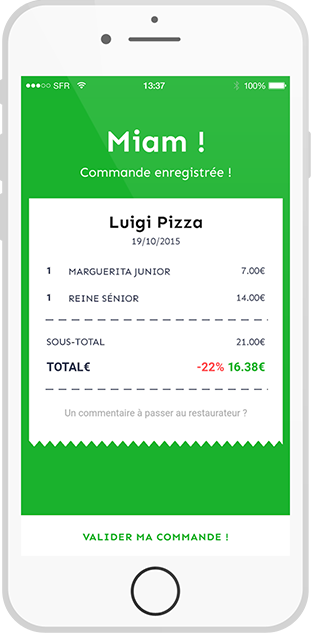 SFR 13:37 100%
Miam !
Commande enregistrée !
Luigi Pizza
19/10/2015
1 MARGUERITA JUNIOR 7.00€
1 REINE SÉNIOR 14.00€
SOUS-TOTAL 21.00€
TOTAL€ -22% 16.38€
Un commentaire à passer au restaurateur ?
VALIDER MA COMMANDE !